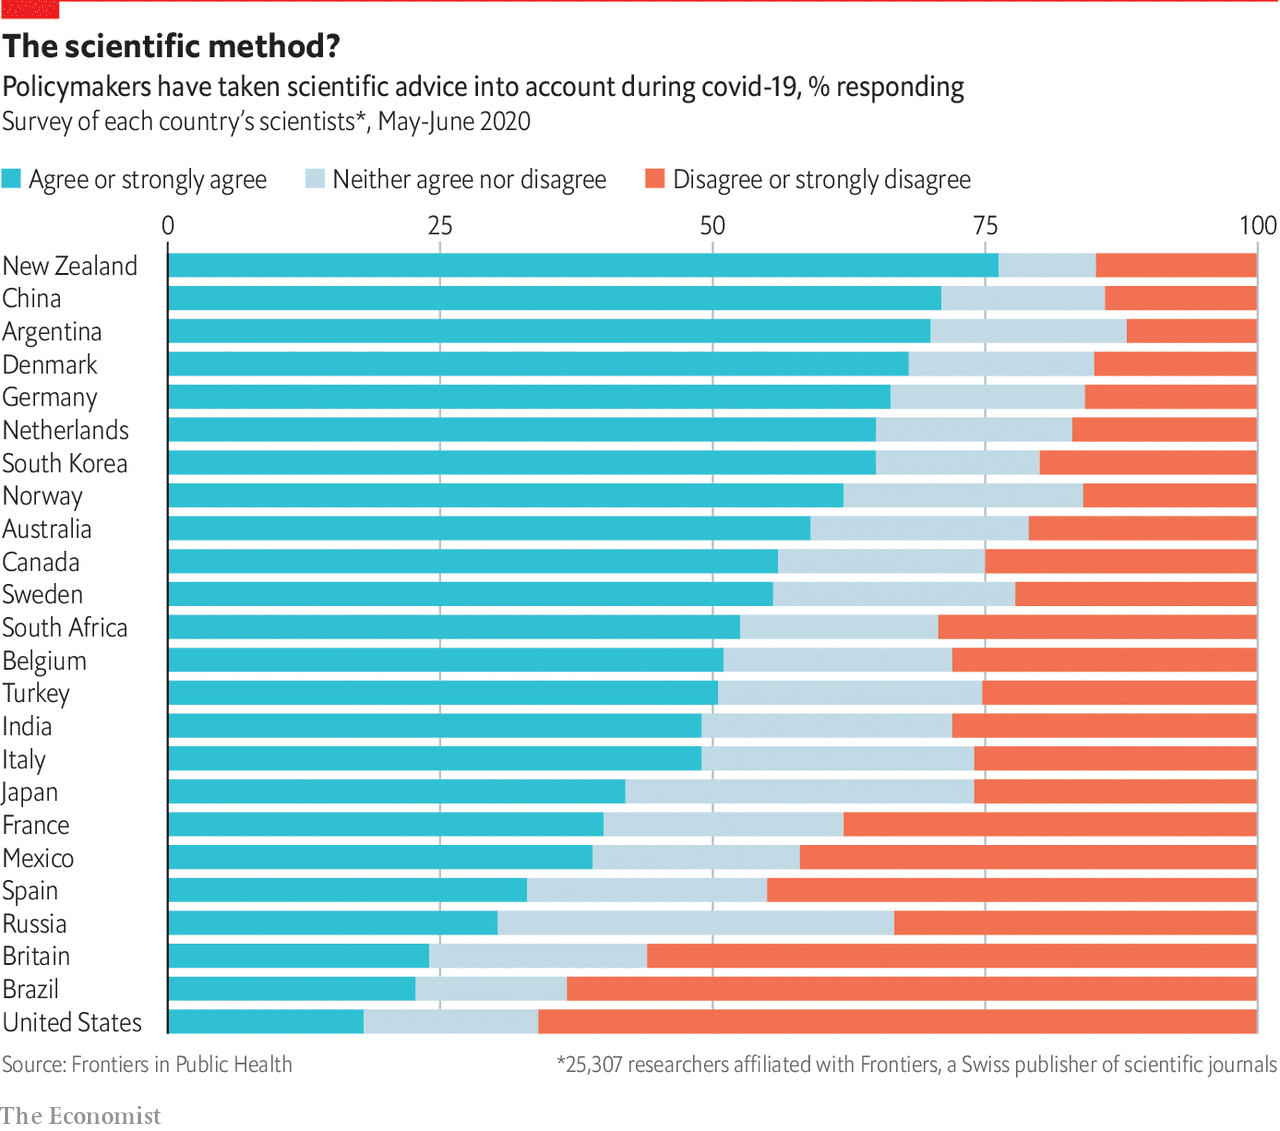 The scientific method?
Policymakers have taken scientific advice into account during covid-19, % responding
Survey of each country's scientists*, May-June 2020
Agree or strongly agree Neither agree nor disagree Disagree or strongly disagree
0 25 50 75 100
New Zealand
China
Argentina
Denmark
Germany
Netherlands
South Korea
Norway
Australia
Canada
Sweden
South Africa
Belgium
Turkey
India
Italy
Japan
France
Mexico
Spain
Russia
Britain
Brazil
United States
Source: Frontiers in Public Health *25,307 researchers affiliated with Frontiers, a Swiss publisher of scientific journals
The Economist